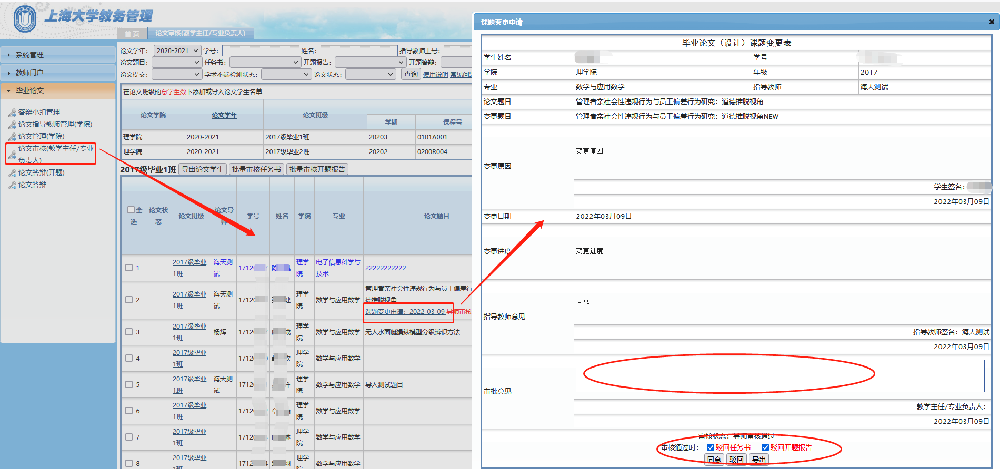 上海大学教务管理
首 页
论文审核(教学主任/专业负责人)
系统管理
教师门户
毕业论文
答辩小组管理
论文指导教师管理(学院)
论文管理(学院)
论文审核(教学主任/专业
负责人)
论文答辩(开题)
论文答辩
论文学年： 2020-2021 学号： 姓名： 指导教师工号：
论文题目： 任务书： 开题报告： 开题答辩：
论文提交： 学术不端检测状态： 论文状态： 查询 使用说明 常见问题
在论文班级的总学生数下添加或导入论文学生名单
论文学院 论文学年 论文班级
学期 课程号
理学院 2020-2021 2017级毕业1班 20203 0101A001
理学院 2020-2021 2017级毕业2班 20202 0200R004
2017级毕业1班 导出论文学生 批量审核任务书 批量审核开题报告
全选 论文状态 论文班级 论文导师 学号 姓名 学院 专业 论文题目
1 2017级毕业1班 海天测试 1712 7 陈 理学院 电子信息科学与技术 22222222222
2 2017级毕业1班 海天测试 1712 健 理学院 数学与应用数学
管理者亲社会性违规行为与员工偏差行
德推脱视角
课题变更申请：2022-03-09 导师审核
3 2017级毕业1班 杨辉 1712 7 成 理学院 数学与应用数学 无人水面艇操纵模型分级辨识方法
4 2017级毕业1班 1712 理学院 数学与应用数学
5 2017级毕业1班 海天测试 1712 理学院 数学与应用数学 导入测试题目
6 2017级毕业1班 1712 2 章 理学院 数学与应用数学
7 2017级毕业1班 1712 理学院 数学与应用数学
8 2017级毕业1班 1712 4 翔 理学 数学与应用数学
课题变更申请
毕业论文（设计）课题变更表
学生姓名 学号
学院 理学院 年级 2017
专业 数学与应用数学 指导教师 海天测试
论文题目 管理者亲社会性违规行为与员工偏差行为研究：道德推脱视角
变更题目 管理者亲社会性违规行为与员工偏差行为研究：道德推脱视角NEW
变更原因 变更原因
学生签名：
2022年03月09日
变更日期 2022年03月09日
变更进度 变更进度
指导教师意见 同意
指导教师签名：海天测试
2022年03月09日
审批意见
教学主任/专业负责人：
2022年03月09日
审核状态：导师审核通过
审核通过时： 驳回任务书 驳回开题报告
同意 驳回 导出